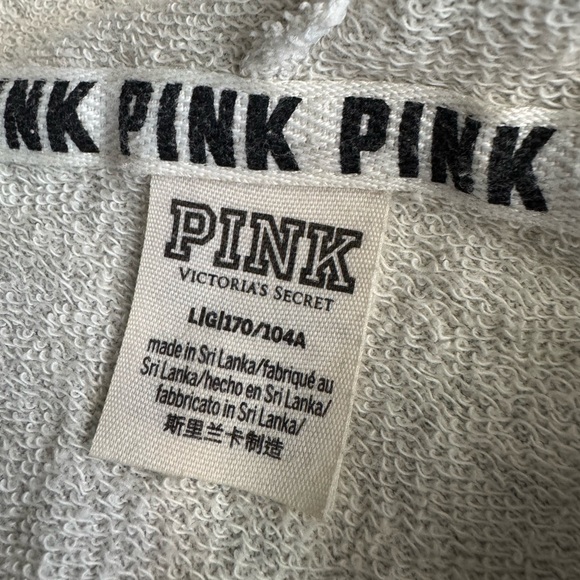 INK PINK PINK
PINK
VICTORIA'S SECRET
L|G|170/104A
made in Sri Lanka/fabriqué au
Sri Lanka/hecho en Sri Lanka/
fabbricato in Sri Lanka/
斯里兰卡制造